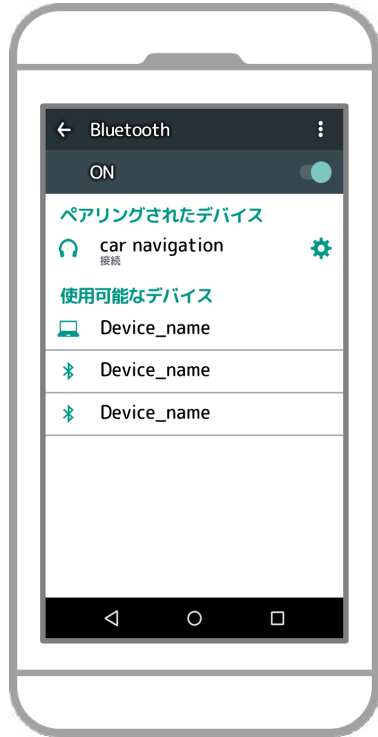 Bluetooth
ON
ペアリングされたデバイス
car navigation
接続
使用可能なデバイス
Device_name
Device_name
Device_name